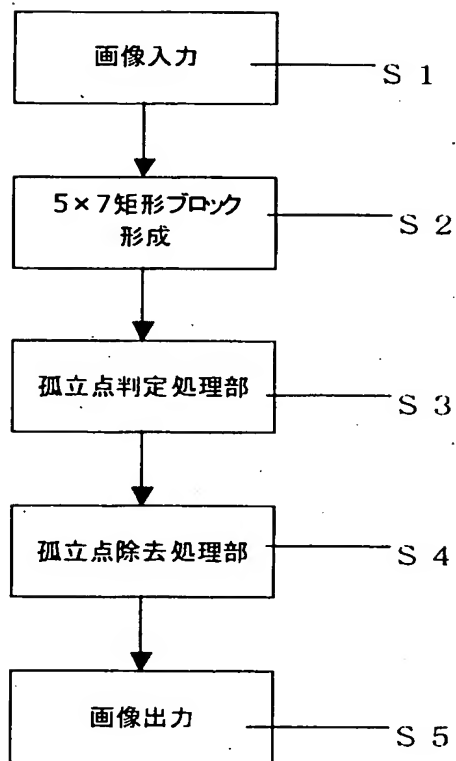 画像入力
S 1
5×7矩形ブロック
形成
S 2
孤立点判定処理部
S 3
孤立点除去処理部
S 4
画像出力
S 5